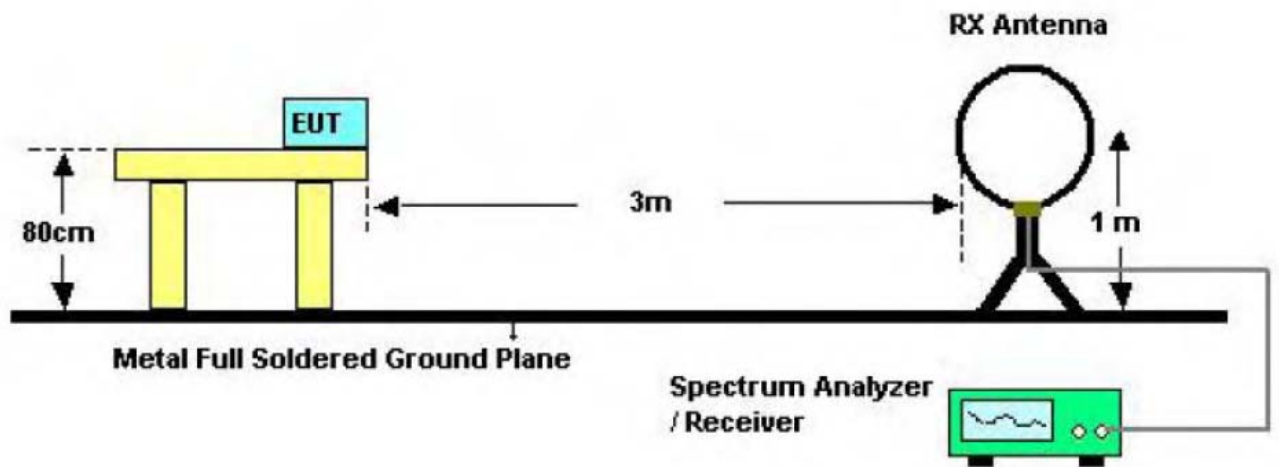 RX Antenna
EUT
3m
80cm
1 m
Metal Full Soldered Ground Plane
Spectrum Analyzer
/ Receiver